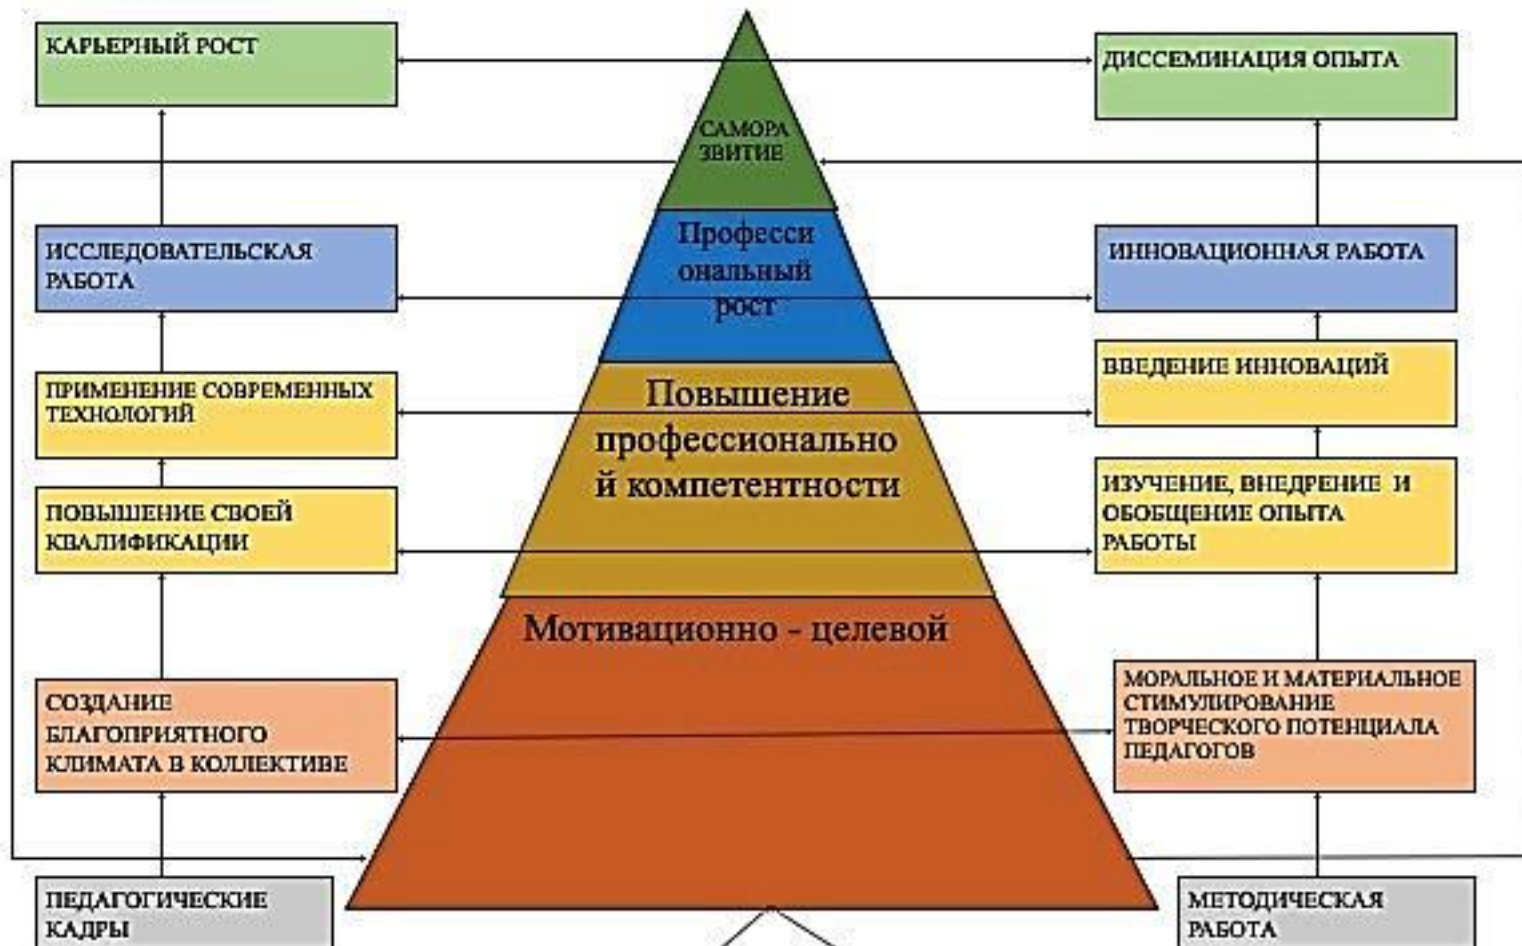 КАРЬЕРНЫЙ РОСТ
ДИССЕМИНАЦИЯ ОПЫТА
САМОРА
ЗВИТИЕ
ИССЛЕДОВАТЕЛЬСКАЯ
РАБОТА
Професси
ональный
рост
ИННОВАЦИОННАЯ РАБОТА
ПРИМЕНЕНИЕ СОВРЕМЕННЫХ
ТЕХНОЛОГИЙ
Повышение
профессионально
й компетентности
ВВЕДЕНИЕ ИННОВАЦИЙ
ПОВЫШЕНИЕ СВОЕЙ
КВАЛИФИКАЦИИ
ИЗУЧЕНИЕ, ВНЕДРЕНИЕ И
ОБОБЩЕНИЕ ОПЫТА
РАБОТЫ
Мотивационно - целевой
СОЗДАНИЕ
БЛАГОПРИЯТНОГО
КЛИМАТА В КОЛЛЕКТИВЕ
МОРАЛЬНОЕ И МАТЕРИАЛЬНОЕ
СТИМУЛИРОВАНИЕ
ТВОРЧЕСКОГО ПОТЕНЦИАЛА
ПЕДАГОГОВ
ПЕДАГОГИЧЕСКИЕ
КАДРЫ
МЕТОДИЧЕСКАЯ
РАБОТА